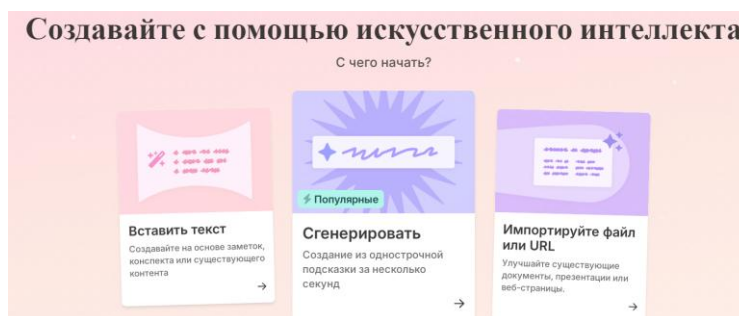 Создавайте с помощью искусственного интеллекта
С чего начать?
Популярные
Вставить текст
Создавайте на основе заметок,
конспекта или существующего
контента
Сгенерировать
Создание из однострочной
подсказки за несколько
секунд
Импортируйте файл
или URL
Улучшайте существующие
документы, презентации или
веб-страницы.